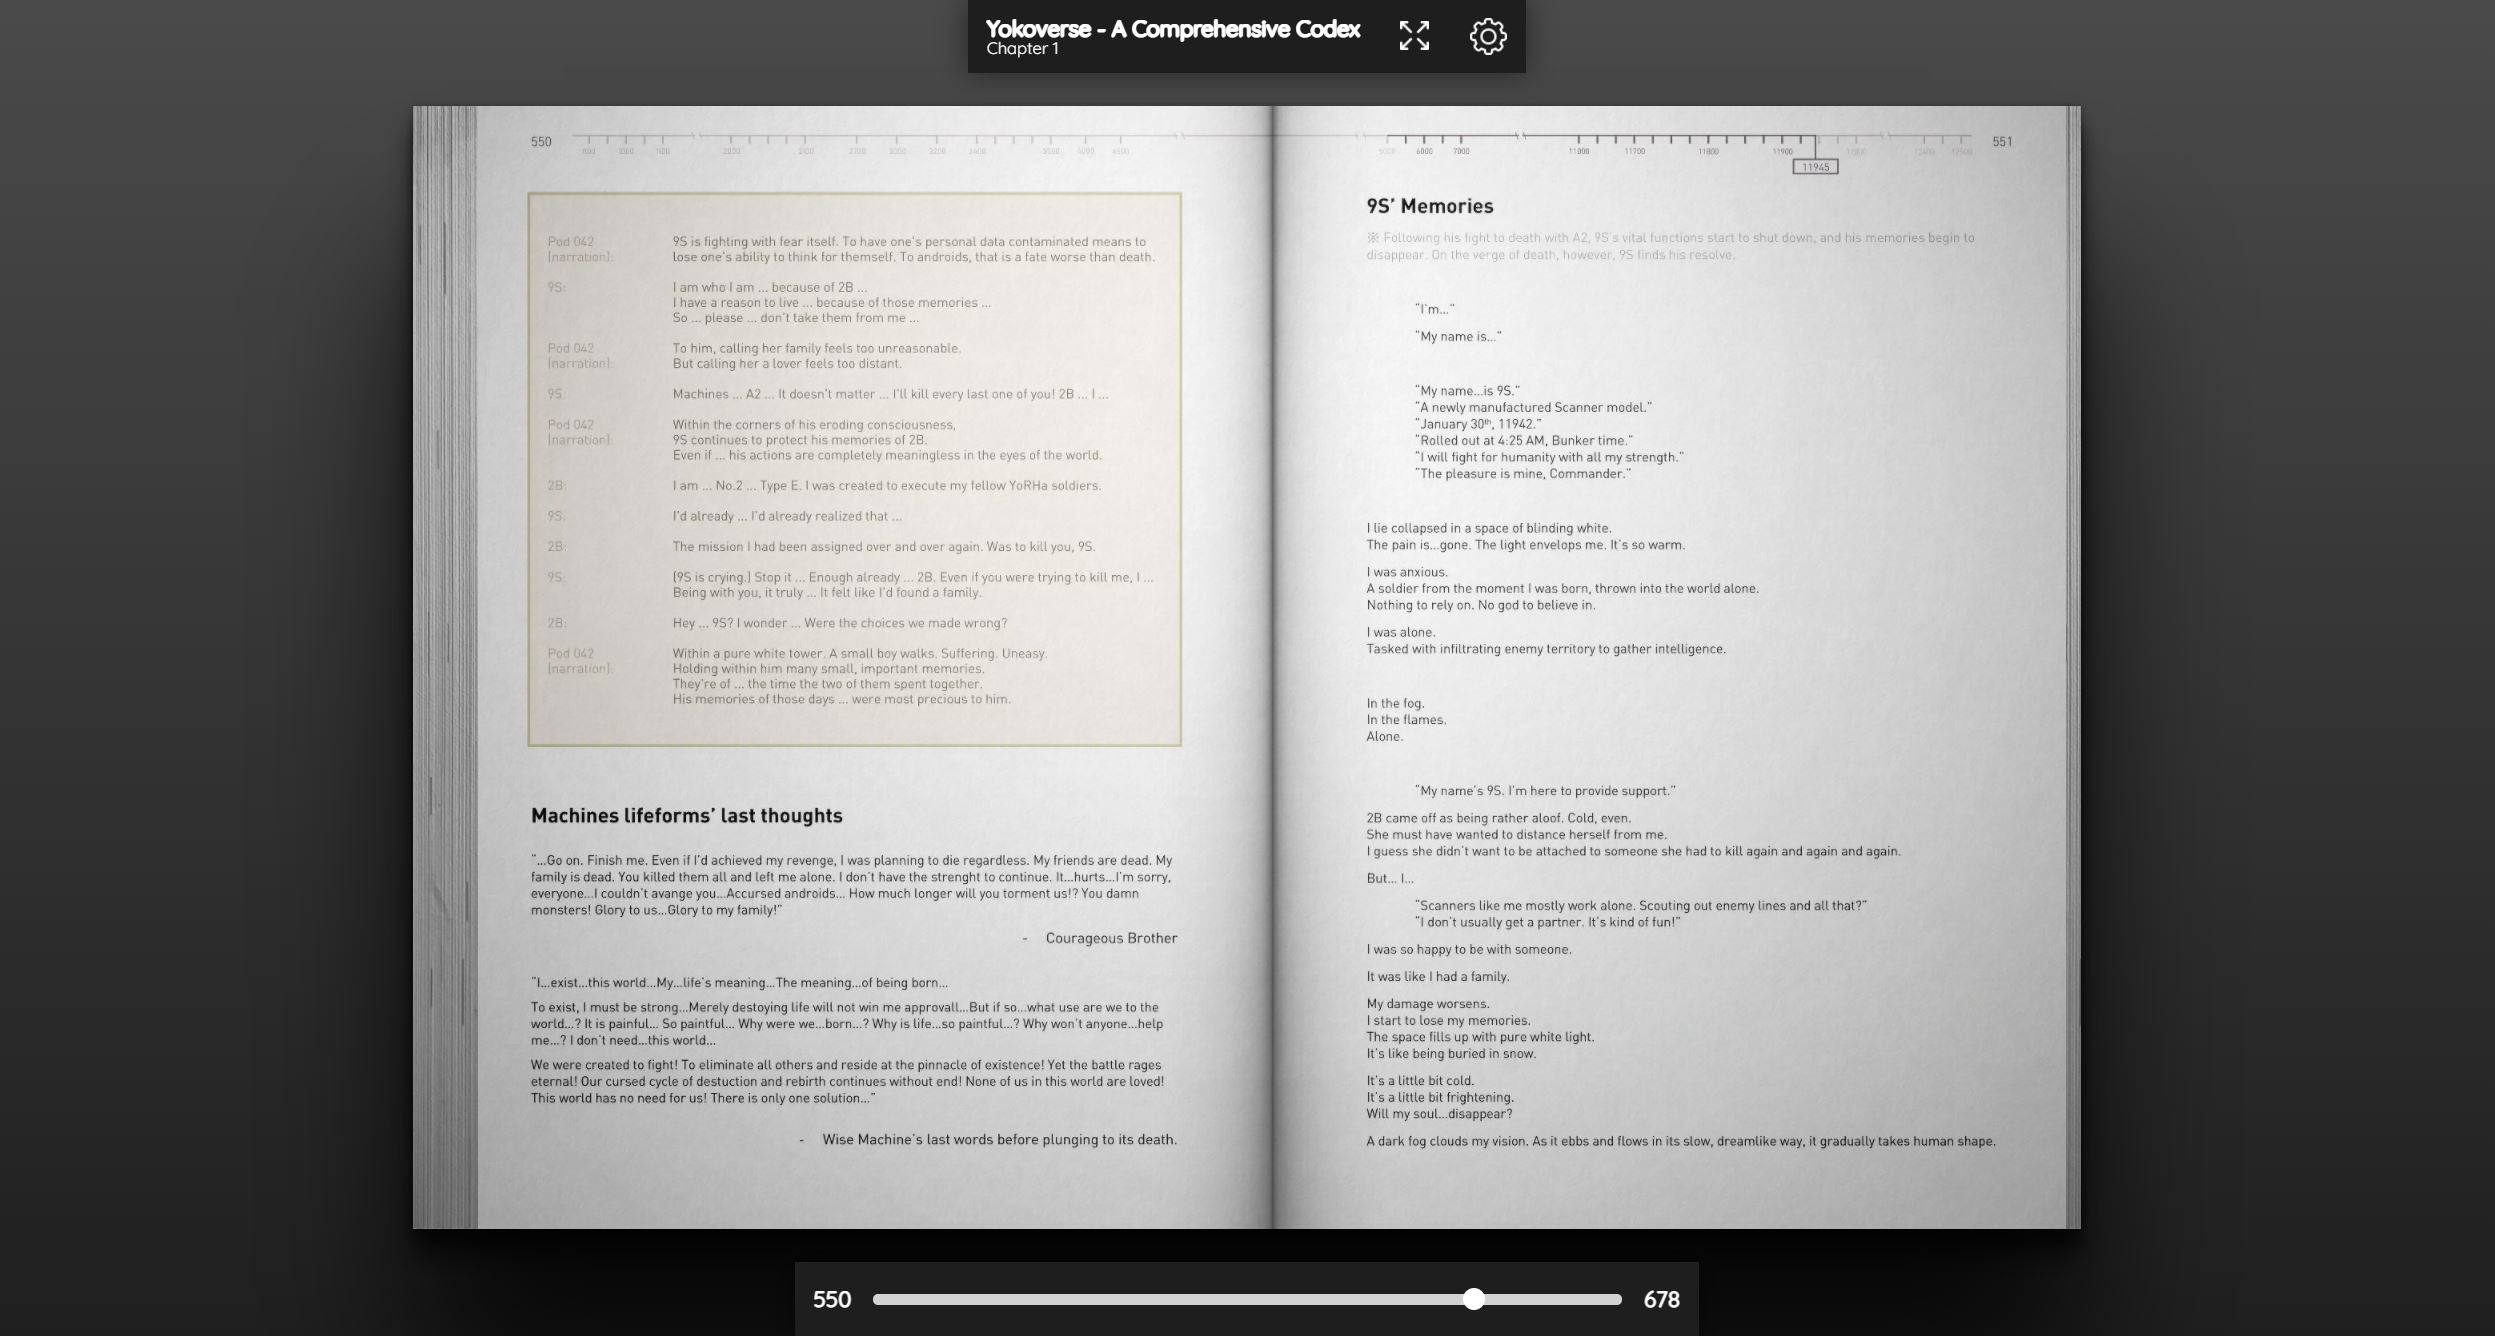 Yokoverse - A Comprehensive Codex
Chapter 1
550
2000
2100
2700
3200
3400
4500
6000
7000
11000
11700
11800
11900
551
11945
Pod 042
[narration]:
9S is fighting with fear itself. To have one's personal data contaminated means to
lose one's ability to think for themself. To androids, that is a fate worse than death.
9S:
I am who I am ... because of 2B ...
I have a reason to live ... because of those memories ...
So ... please ... don't take them from me ...
Pod 042
[narration]:
To him, calling her family feels too unreasonable.
But calling her a lover feels too distant.
9S:
Machines ... A2 ... It doesn't matter ... I'll kill every last one of you! 2B ... I ...
Pod 042
[narration]:
Within the corners of his eroding consciousness,
9S continues to protect his memories of 2B.
Even if ... his actions are completely meaningless in the eyes of the world.
2B:
I am ... No.2 ... Type E. I was created to execute my fellow YoRHa soldiers.
9S:
I'd already ... I'd already realized that ...
2B:
The mission I had been assigned over and over again. Was to kill you, 9S.
9S:
[9S is crying.] Stop it ... Enough already ... 2B. Even if you were trying to kill me, I ...
Being with you, it truly ... It felt like I'd found a family.
2B:
Hey ... 9S? I wonder ... Were the choices we made wrong?
Pod 042
[narration]:
Within a pure white tower. A small boy walks. Suffering. Uneasy.
Holding within him many small, important memories.
They're of ... the time the two of them spent together.
His memories of those days ... were most precious to him.
Machines lifeforms' last thoughts
"...Go on. Finish me. Even if I'd achieved my revenge, I was planning to die regardless. My friends are dead. My
family is dead. You killed them all and left me alone. I don't have the strenght to continue. It...hurts...I'm sorry,
everyone...I couldn't avange you...Accursed androids... How much longer will you torment us!? You damn
monsters! Glory to us...Glory to my family!"
- Courageous Brother
"I...exist...this world...My...life's meaning...The meaning...of being born...
To exist, I must be strong...Merely destoying life will not win me approvall...But if so...what use are we to the
world...? It is painful... So paintful... Why were we...born...? Why is life...so paintful...? Why won't anyone...help
me...? I don't need...this world...
We were created to fight! To eliminate all others and reside at the pinnacle of existence! Yet the battle rages
eternal! Our cursed cycle of destuction and rebirth continues without end! None of us in this world are loved!
This world has no need for us! There is only one solution..."
- Wise Machine's last words before plunging to its death.
9S' Memories
※ Following his fight to death with A2, 9S's vital functions start to shut down, and his memories begin to
disappear. On the verge of death, however, 9S finds his resolve.
"I'm..."
"My name is..."
"My name...is 9S."
"A newly manufactured Scanner model."
"January 30th, 11942."
"Rolled out at 4:25 AM, Bunker time."
"I will fight for humanity with all my strength."
"The pleasure is mine, Commander."
I lie collapsed in a space of blinding white.
The pain is...gone. The light envelops me. It's so warm.
I was anxious.
A soldier from the moment I was born, thrown into the world alone.
Nothing to rely on. No god to believe in.
I was alone.
Tasked with infiltrating enemy territory to gather intelligence.
In the fog.
In the flames.
Alone.
"My name's 9S. I'm here to provide support."
2B came off as being rather aloof. Cold, even.
She must have wanted to distance herself from me.
I guess she didn't want to be attached to someone she had to kill again and again and again.
But... I...
"Scanners like me mostly work alone. Scouting out enemy lines and all that?"
"I don't usually get a partner. It's kind of fun!"
I was so happy to be with someone.
It was like I had a family.
My damage worsens.
I start to lose my memories.
The space fills up with pure white light.
It's like being buried in snow.
It's a little bit cold.
It's a little bit frightening.
Will my soul...disappear?
A dark fog clouds my vision. As it ebbs and flows in its slow, dreamlike way, it gradually takes human shape.
550
678